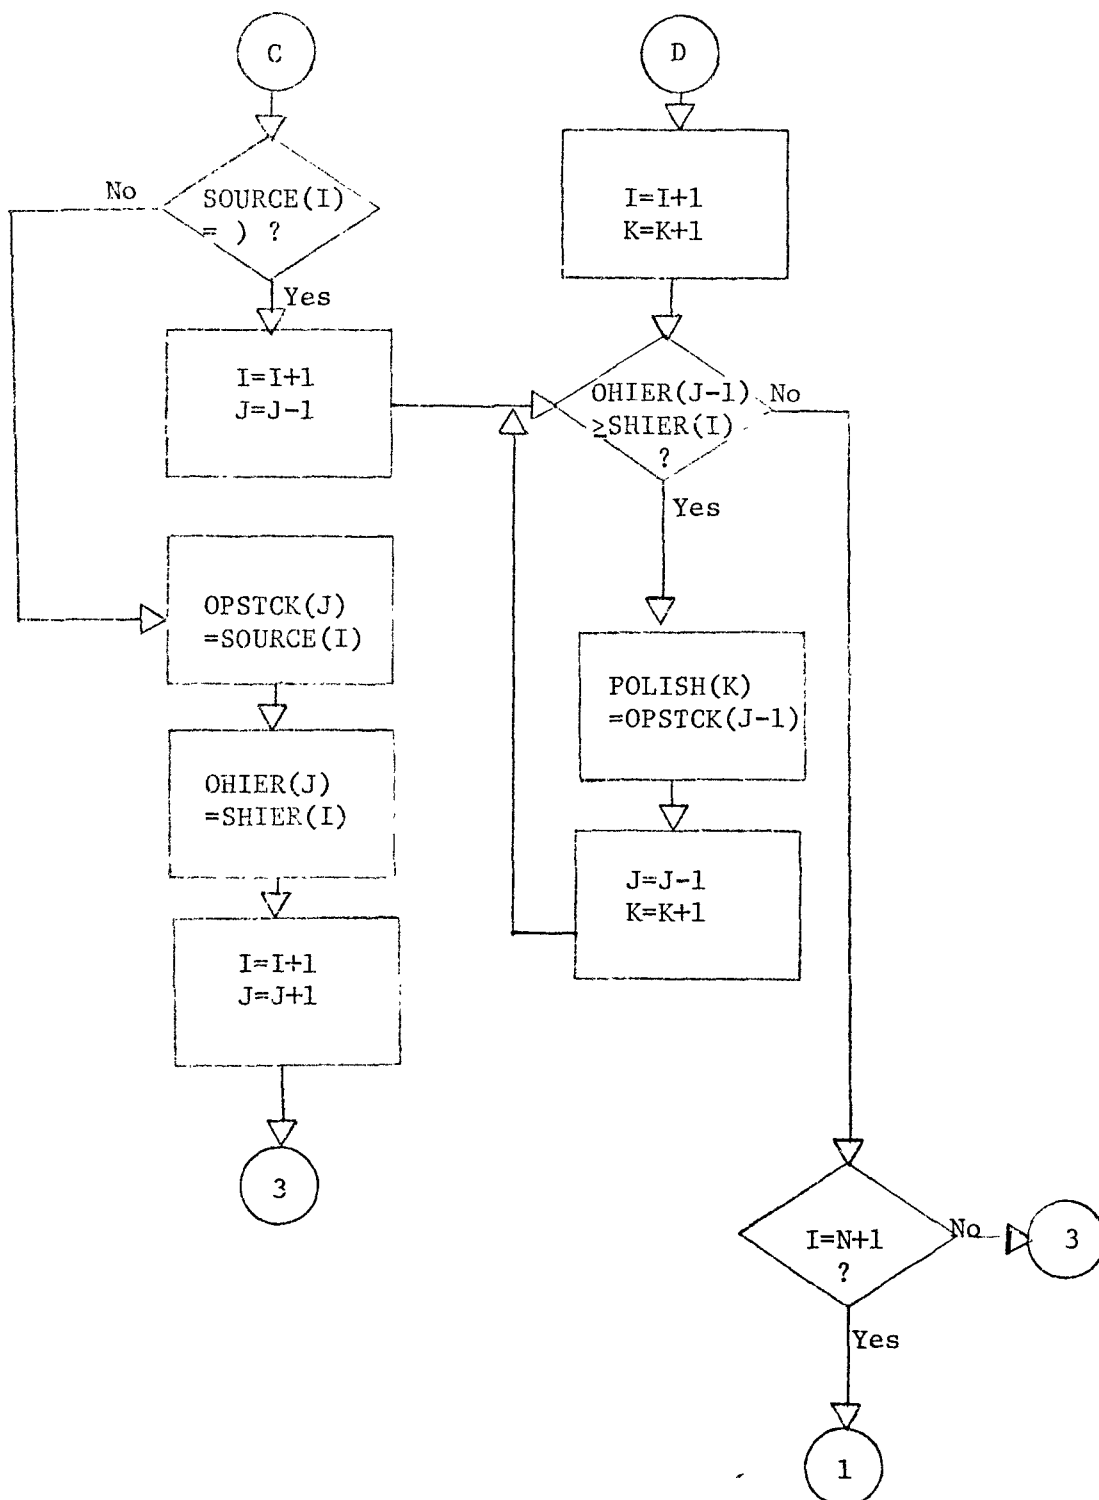 C
No
SOURCE(I)
= ) ?
Yes
I=I+1
J=J-1
OPSTCK(J)
=SOURCE(I)
OHIER(J)
=SHIER(I)
I=I+1
J=J+1
3
D
I=I+1
K=K+1
OHIER(J-1)
≥SHIER(I)
?
No
Yes
POLISH(K)
=OPSTCK(J-1)
J=J-1
K=K+1
I=N+1
?
No
3
Yes
1